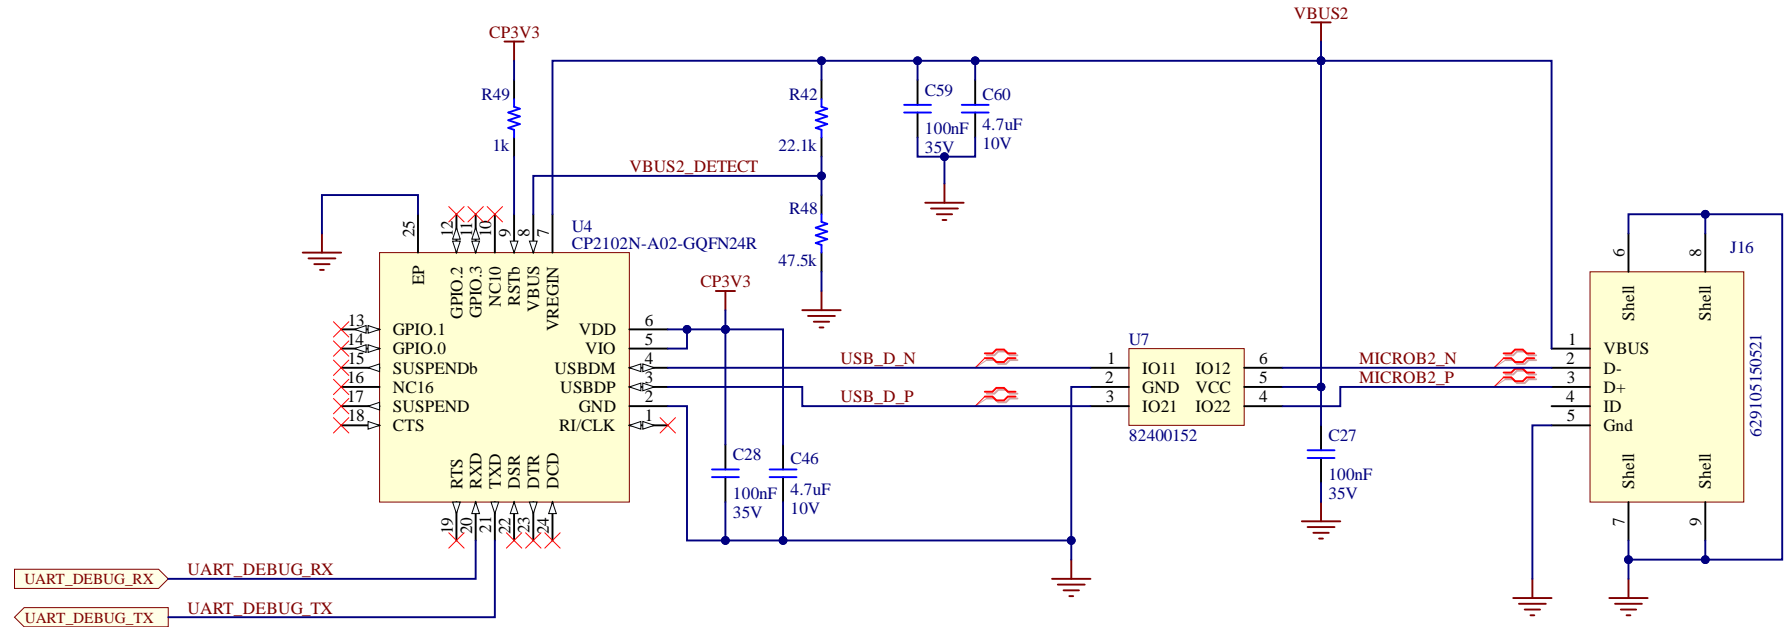 VBUS2
CP3V3
R49
1k
R42
22.1k
C59
100nF
35V
C60
4.7uF
10V
VBUS2_DETECT
R48
47.5k
U4
CP2102N-A02-GQFN24R
25
12
11
10
9
8
7
EP
GPIO.2
GPIO.3
NC10
RSTb
VBUS
VREGIN
13
GPIO.1
14
GPIO.0
15
SUSPENDb
16
NC16
17
SUSPEND
18
CTS
VDD
6
VIO
5
USBDM
4
USBDP
3
GND
2
RI/CLK
1
RTS
RXD
TXD
DSR
DTR
DCD
19
20
21
22
23
24
CP3V3
C28
100nF
35V
C46
4.7uF
10V
USB_D_N
USB_D_P
U7
1
IO11
IO12
6
2
GND
VCC
5
3
IO21
IO22
4
82400152
MICROB2_N
MICROB2_P
C27
100nF
35V
J16
6
8
Shell
Shell
1
VBUS
2
D-
3
D+
4
ID
5
Gnd
629105150521
Shell
Shell
7
9
UART_DEBUG_RX
UART_DEBUG_RX
UART_DEBUG_TX
UART_DEBUG_TX